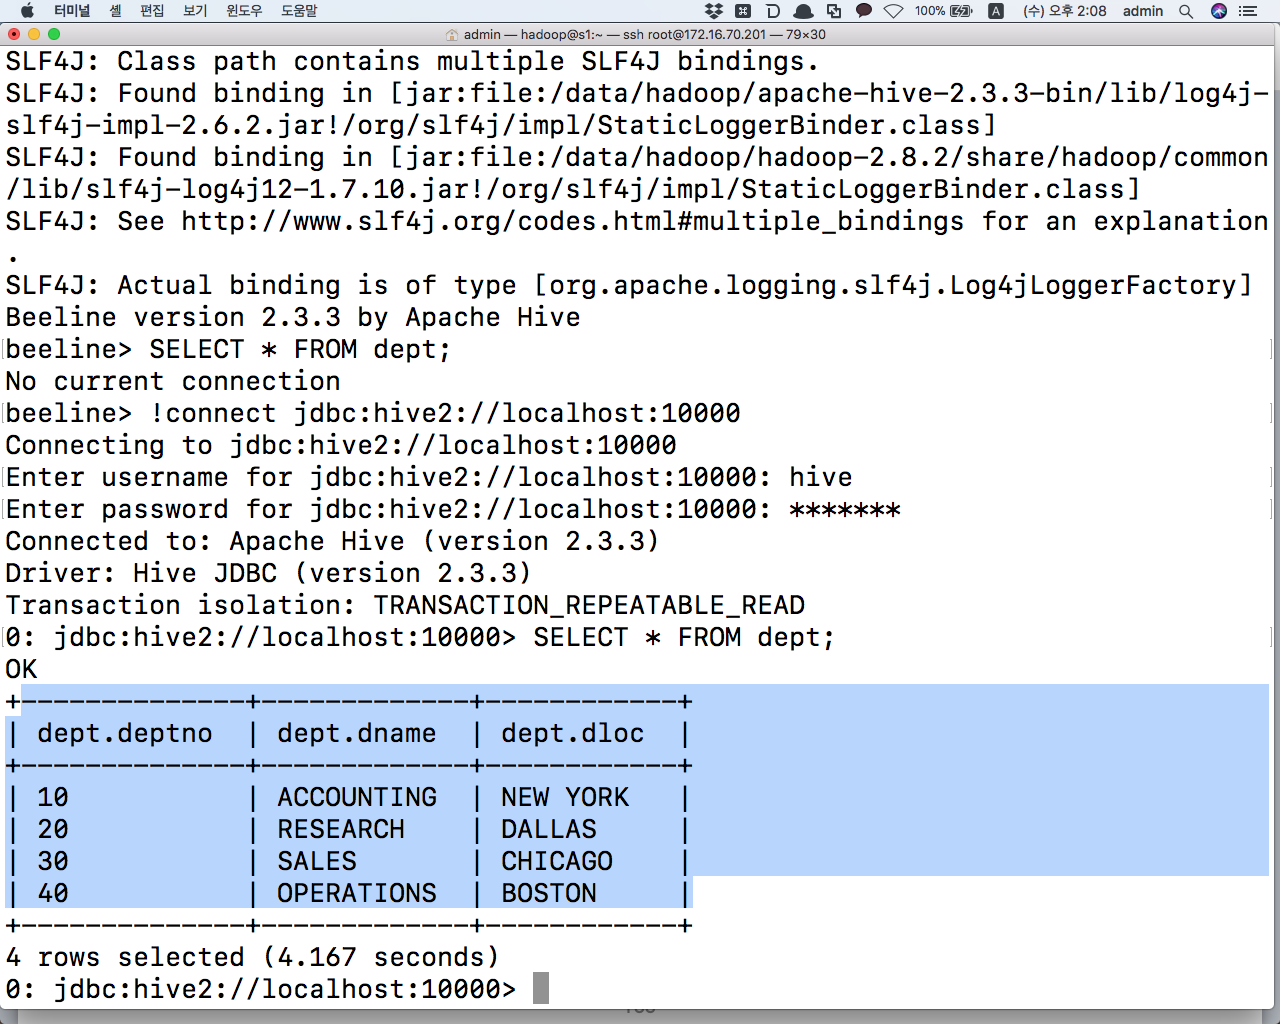 터미널 셸 편집 보기 윈도우 도움말 100% A (수) 오후 2:08 admin
admin — hadoop@s1:~ — ssh root@172.16.70.201 — 79×30
SLF4J: Class path contains multiple SLF4J bindings.
SLF4J: Found binding in [jar:file:/data/hadoop/apache-hive-2.3.3-bin/lib/log4j-
slf4j-impl-2.6.2.jar!/org/slf4j/impl/StaticLoggerBinder.class]
SLF4J: Found binding in [jar:file:/data/hadoop/hadoop-2.8.2/share/hadoop/common
/lib/slf4j-log4j12-1.7.10.jar!/org/slf4j/impl/StaticLoggerBinder.class]
SLF4J: See http://www.slf4j.org/codes.html#multiple_bindings for an explanation
.
SLF4J: Actual binding is of type [org.apache.logging.slf4j.Log4jLoggerFactory]
Beeline version 2.3.3 by Apache Hive
beeline> SELECT * FROM dept;
No current connection
beeline> !connect jdbc:hive2://localhost:10000
Connecting to jdbc:hive2://localhost:10000
Enter username for jdbc:hive2://localhost:10000: hive
Enter password for jdbc:hive2://localhost:10000: *******
Connected to: Apache Hive (version 2.3.3)
Driver: Hive JDBC (version 2.3.3)
Transaction isolation: TRANSACTION_REPEATABLE_READ
0: jdbc:hive2://localhost:10000> SELECT * FROM dept;
OK
+--------------+-------------+------------+
| dept.deptno  | dept.dname  | dept.dloc  |
+--------------+-------------+------------+
| 10           | ACCOUNTING  | NEW YORK   |
| 20           | RESEARCH    | DALLAS     |
| 30           | SALES       | CHICAGO    |
| 40           | OPERATIONS  | BOSTON     |
+--------------+-------------+------------+
4 rows selected (4.167 seconds)
0: jdbc:hive2://localhost:10000>